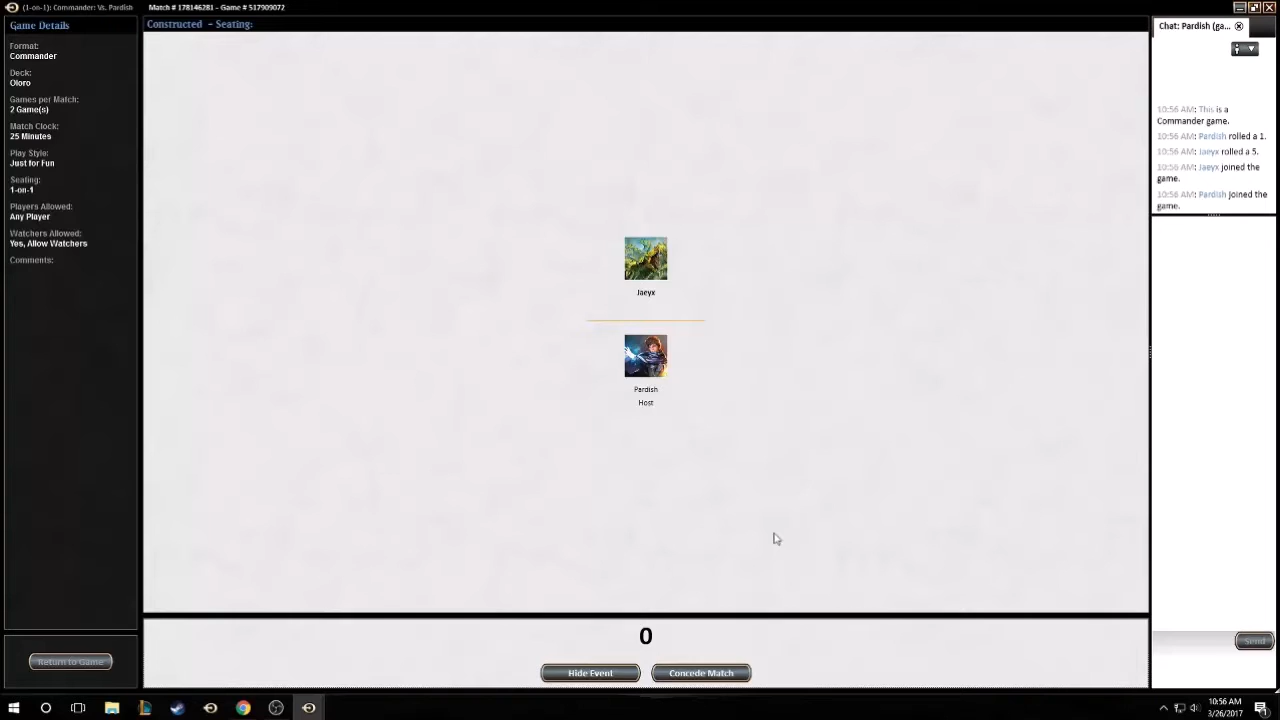 (1-on-1): Commander: Vs. Pardish
Match # 178146281 - Game # 517909072
Game Details
Format:
Commander
Deck:
Oloro
Games per Match:
2 Game(s)
Match Clock:
25 Minutes
Play Style:
Just for Fun
Seating:
1-on-1
Players Allowed:
Any Player
Watchers Allowed:
Yes, Allow Watchers
Comments:
Return to Game
Constructed - Seating:
Jaeyx
Pardish
Host
0
Hide Event
Concede Match
Chat: Pardish (ga...
10:56 AM: This is a
Commander game.
10:56 AM: Pardish rolled a 1.
10:56 AM: Jaeyx rolled a 5.
10:56 AM: Jaeyx joined the
game.
10:56 AM: Pardish joined the
game.
Send
10:56 AM
3/26/2017